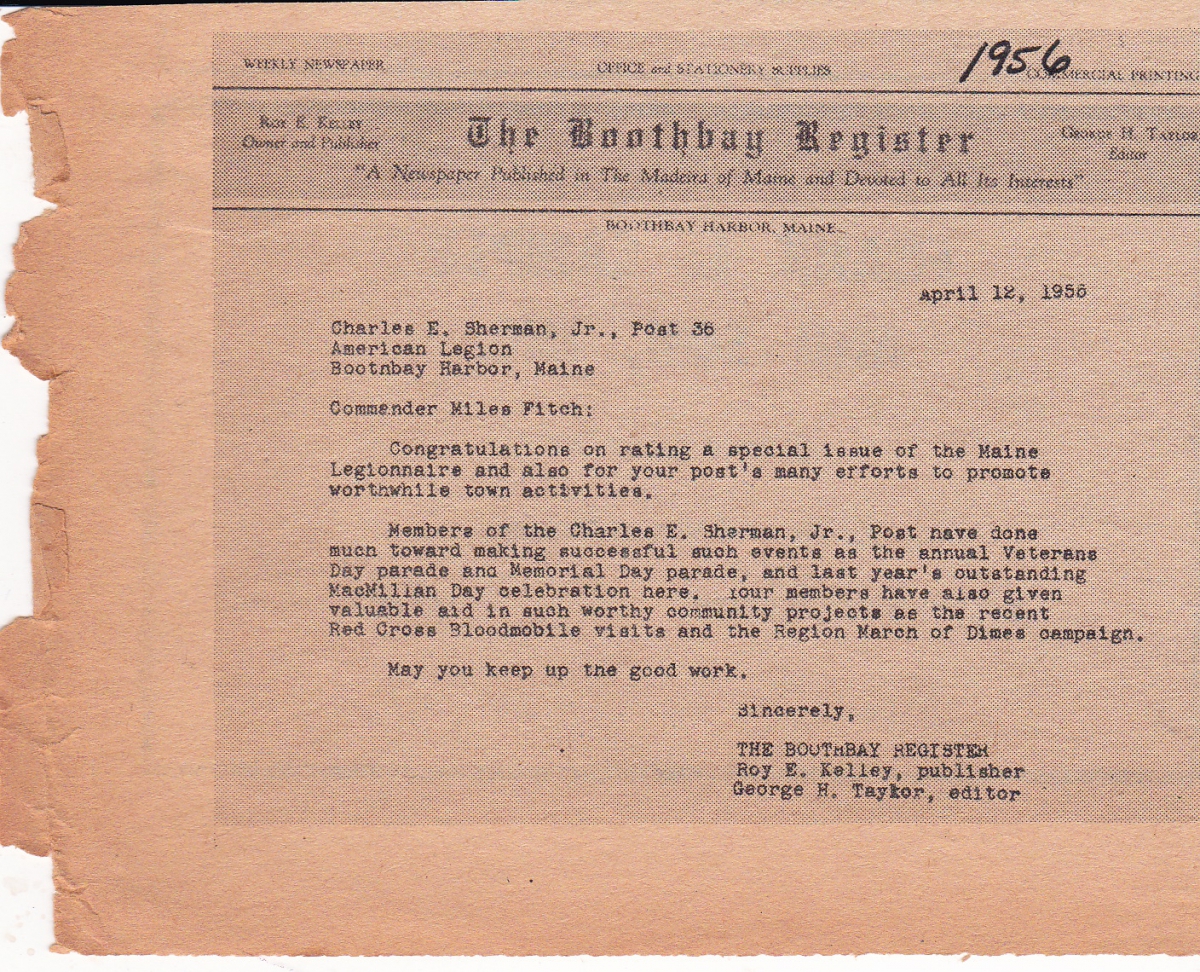 1956
WEEKLY NEWSPAPER OFFICE and STATIONERY SUPPLIES COMMERCIAL PRINTING
ROY E. KELLEY The Boothbay Register GEORGE H. TAYLOR
Owner and Publisher Editor
"A Newspaper Published in The Madeira of Maine and Devoted to All Its Interests"
BOOTHBAY HARBOR, MAINE
April 12, 1956
Charles E. Sherman, Jr., Post 36
American Legion
Boothbay Harbor, Maine
Commander Miles Fitch:
Congratulations on rating a special issue of the Maine
Legionnaire and also for your post's many efforts to promote
worthwhile town activities.
Members of the Charles E. Sherman, Jr., Post have done
much toward making successful such events as the annual Veterans
Day parade and Memorial Day parade, and last year's outstanding
MacMillan Day celebration here. Your members have also given
valuable aid in such worthy community projects as the recent
Red Cross Bloodmobile visits and the Region March of Dimes campaign.
May you keep up the good work.
Sincerely,
THE BOOTHBAY REGISTER
Roy E. Kelley, publisher
George H. Taykor, editor